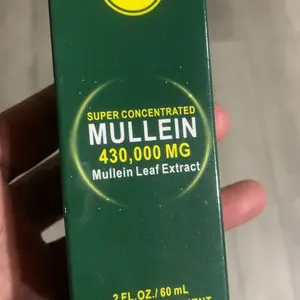 SUPER CONCENTRATED
MULLEIN
430,000 MG
Mullein Leaf Extract
2 FL.OZ./ 60 mL